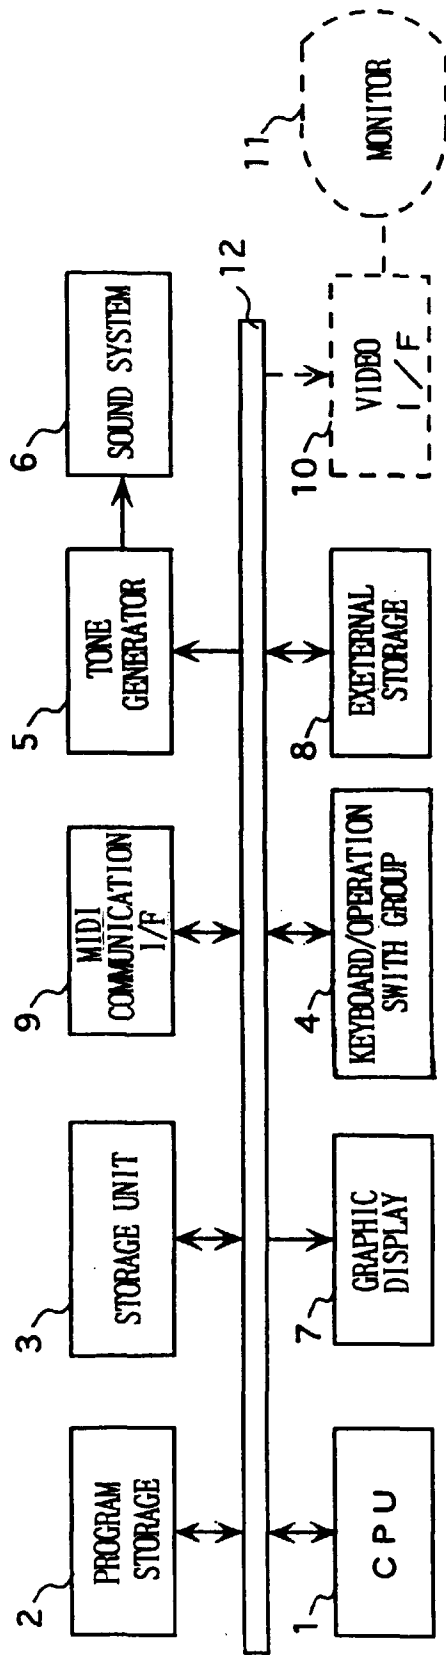 2
PROGRAM
STORAGE
3
STORAGE UNIT
9
MIDI
COMMUNICATION
I/F
5
TONE
GENERATOR
6
SOUND SYSTEM
12
11
MONITOR
1
CPU
7
GRAPHIC
DISPLAY
4
KEYBOARD/OPERATION
SWITH GROUP
8
EXETERNAL
STORAGE
10
VIDEO
I/F